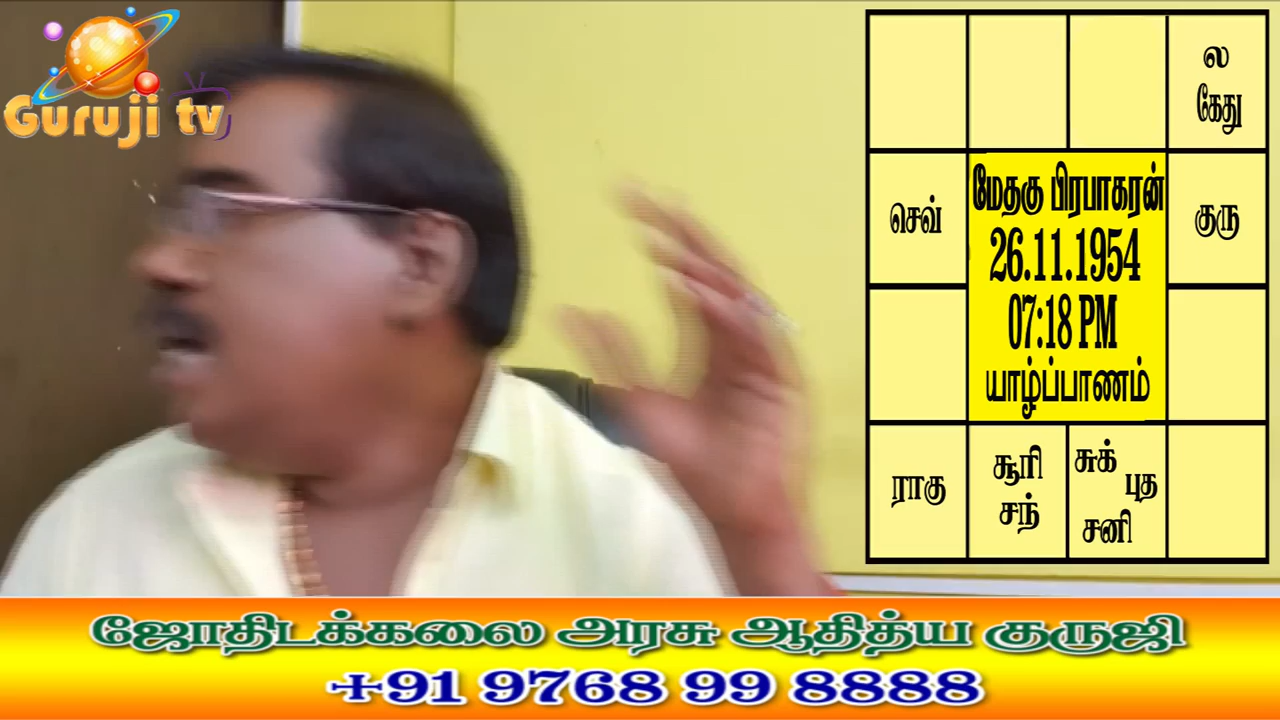 Guruji tv
ல
கேது
செவ்
குரு
மேதகு பிரபாகரன்
26.11.1954
07:18 PM
யாழ்ப்பாணம்
ராகு
சூரி
சந்
சுக்
புத
சனி
ஜோதிடக்கலை அரசு ஆதித்ய குருஜி
+91 9768 99 8888